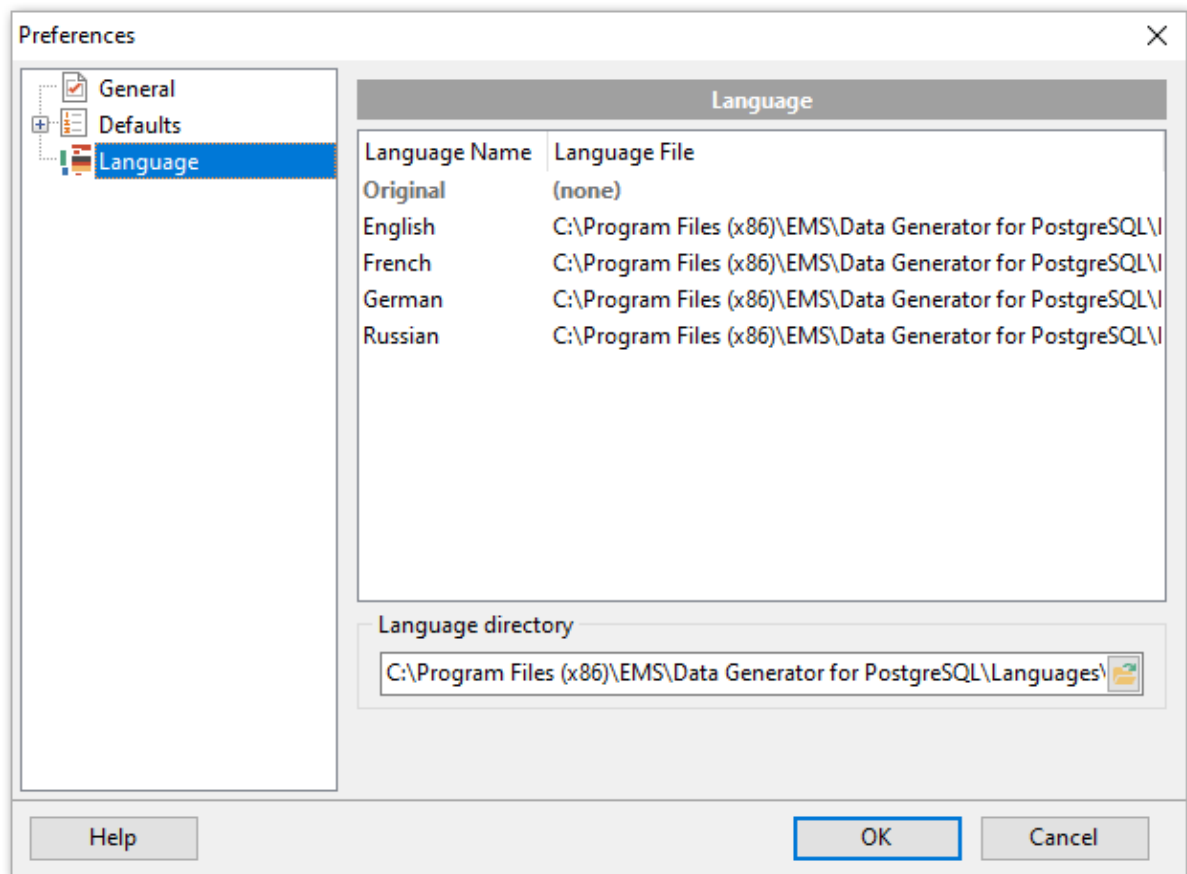 Preferences
General
Defaults
Language
Language
Language Name Language File
Original (none)
English C:\Program Files (x86)\EMS\Data Generator for PostgreSQL\
French C:\Program Files (x86)\EMS\Data Generator for PostgreSQL\
German C:\Program Files (x86)\EMS\Data Generator for PostgreSQL\
Russian C:\Program Files (x86)\EMS\Data Generator for PostgreSQL\
Language directory
C:\Program Files (x86)\EMS\Data Generator for PostgreSQL\Languages\
Help OK Cancel